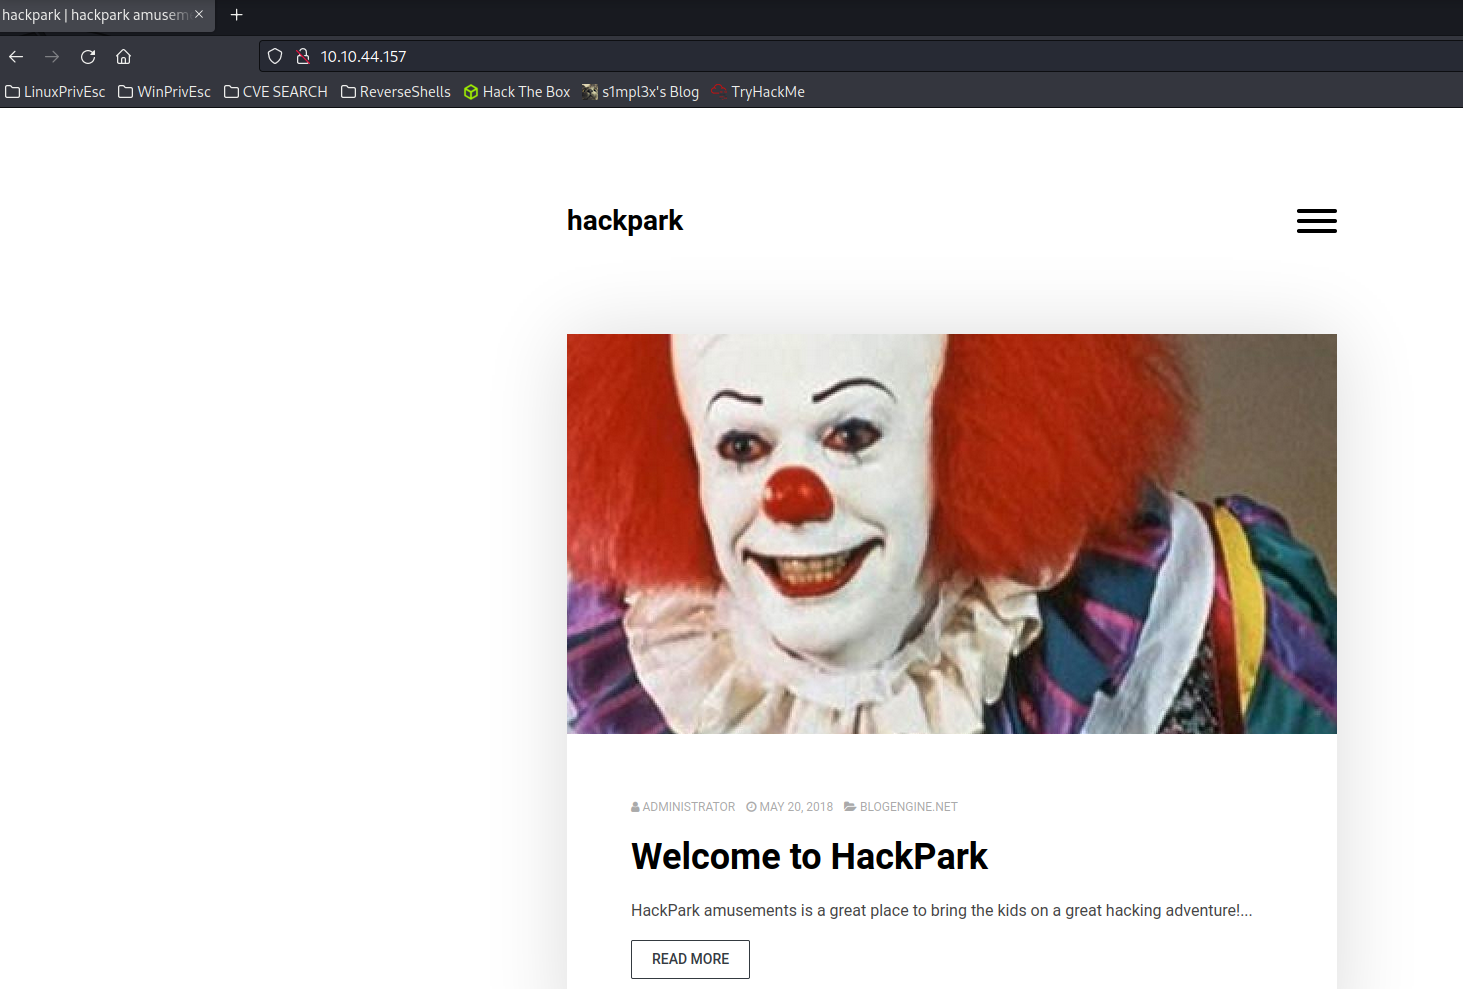 hackpark | hackpark amusem
10.10.44.157
LinuxPrivEsc WinPrivEsc CVE SEARCH ReverseShells Hack The Box s1mpl3x's Blog TryHackMe
hackpark
ADMINISTRATOR MAY 20, 2018 BLOGENGINE.NET
Welcome to HackPark
HackPark amusements is a great place to bring the kids on a great hacking adventure!...
READ MORE